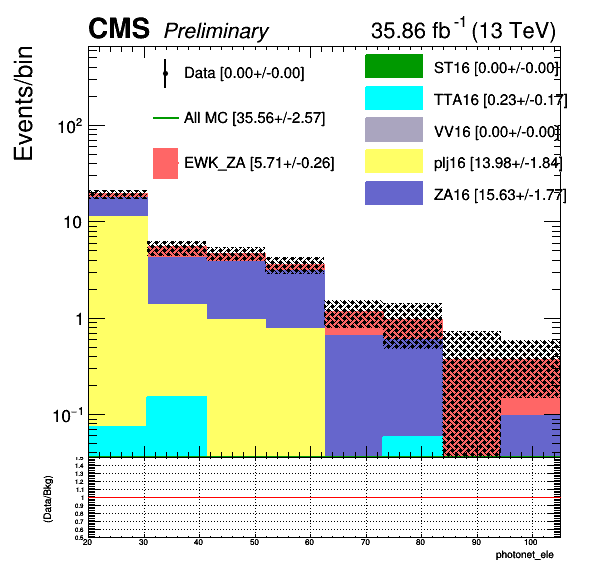 CMS Preliminary 35.86 fb⁻¹ (13 TeV)
Events/bin
Data [0.00+/-0.00]
All MC [35.56+/-2.57]
EWK_ZA [5.71+/-0.26]
ST16 [0.00+/-0.00]
TTA16 [0.23+/-0.17]
VV16 [0.00+/-0.00]
plj16 [13.98+/-1.84]
ZA16 [15.63+/-1.77]
10²
10
1
10⁻¹
(Data/Bkg)
1.5
1.4
1.3
1.2
1.1
1
0.9
0.8
0.7
0.6
0.5
20 30 40 50 60 70 80 90 100
photonet_ele